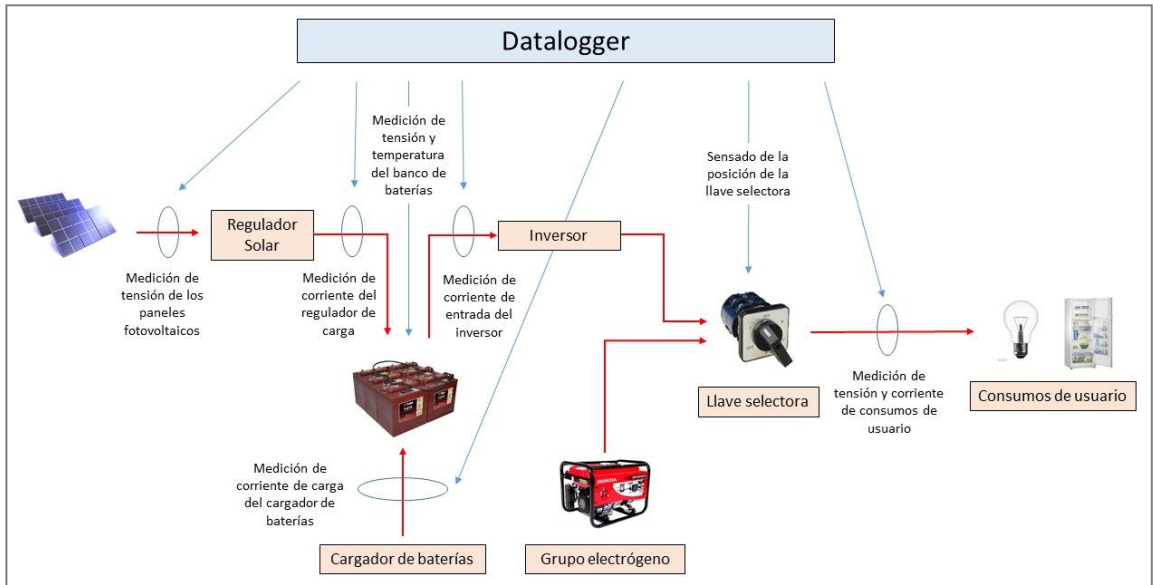 Datalogger
Medición de
tensión y
temperatura
del banco de
baterías
Sensado de la
posición de la
llave selectora
Regulador
Solar
Inversor
Medición de
tensión de los
paneles
fotovoltaicos
Medición de
corriente del
regulador de
carga
Medición de
corriente de
entrada del
inversor
Llave selectora
Medición de
tensión y corriente
de consumos de
usuario
Consumos de usuario
Medición de
corriente de carga
del cargador de
baterías
HONDA
Cargador de baterías
Grupo electrógeno